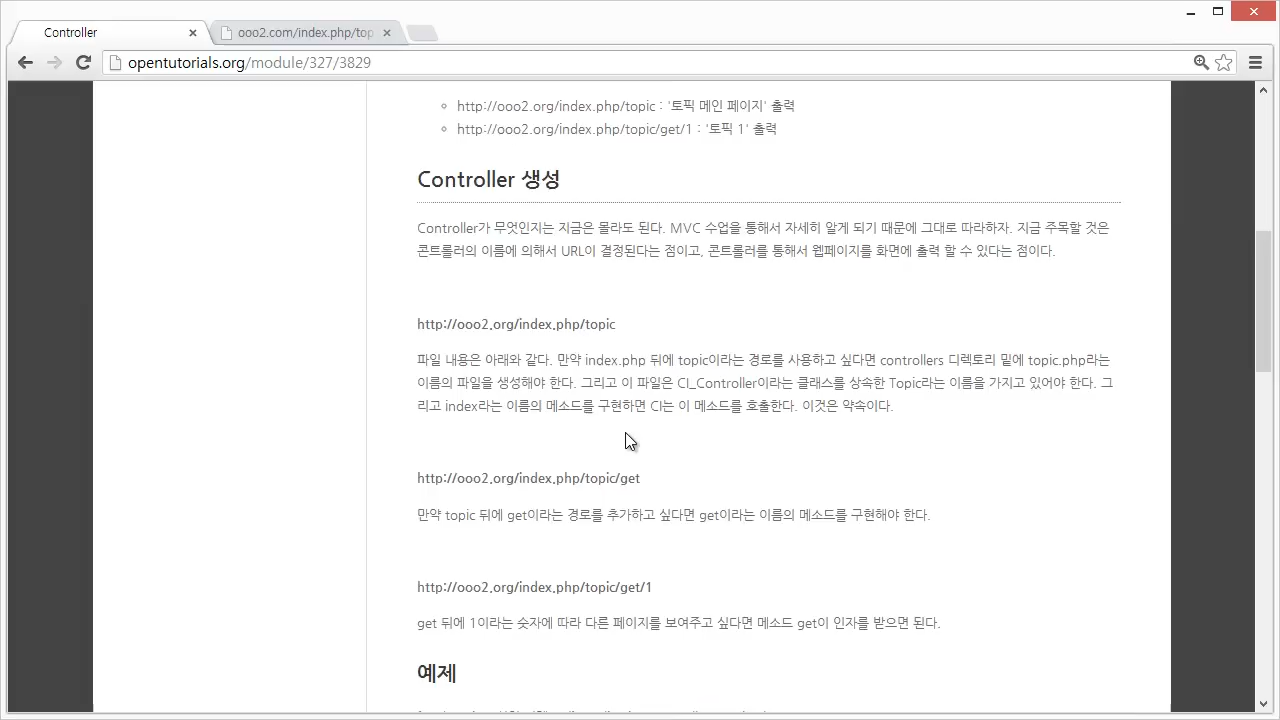 Controller
ooo2.com/index.php/top
opentutorials.org/module/327/3829
http://ooo2.org/index.php/topic : '토픽 메인 페이지' 출력
http://ooo2.org/index.php/topic/get/1 : '토픽 1' 출력
Controller 생성
Controller가 무엇인지는 지금은 몰라도 된다. MVC 수업을 통해서 자세히 알게 되기 때문에 그대로 따라하자. 지금 주목할 것은
콘트롤러의 이름에 의해서 URL이 결정된다는 점이고, 콘트롤러를 통해서 웹페이지를 화면에 출력 할 수 있다는 점이다.
http://ooo2.org/index.php/topic
파일 내용은 아래와 같다. 만약 index.php 뒤에 topic이라는 경로를 사용하고 싶다면 controllers 디렉토리 밑에 topic.php라는
이름의 파일을 생성해야 한다. 그리고 이 파일은 CI_Controller이라는 클래스를 상속한 Topic라는 이름을 가지고 있어야 한다. 그
리고 index라는 이름의 메소드를 구현하면 CI는 이 메소드를 호출한다. 이것은 약속이다.
http://ooo2.org/index.php/topic/get
만약 topic 뒤에 get이라는 경로를 추가하고 싶다면 get이라는 이름의 메소드를 구현해야 한다.
http://ooo2.org/index.php/topic/get/1
get 뒤에 1이라는 숫자에 따라 다른 페이지를 보여주고 싶다면 메소드 get이 인자를 받으면 된다.
예제